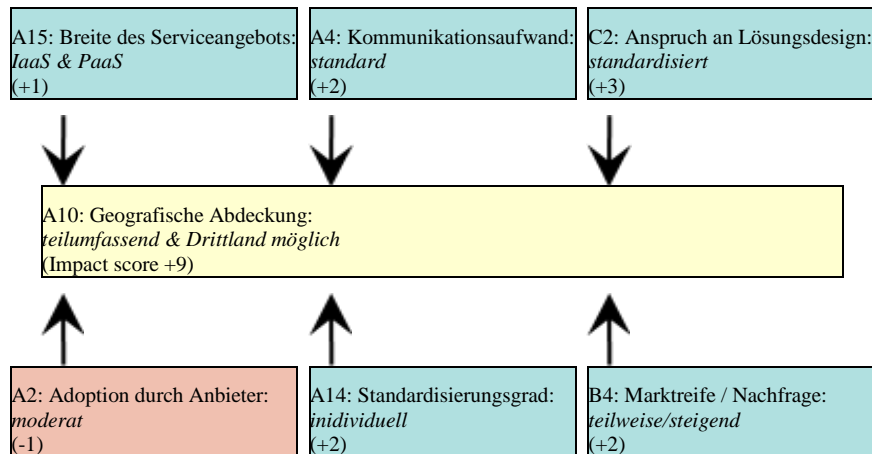 A15: Breite des Serviceangebots:
IaaS & PaaS
(+1)
A4: Kommunikationsaufwand:
standard
(+2)
C2: Anspruch an Lösungsdesign:
standardisiert
(+3)
A10: Geografische Abdeckung:
teilumfassend & Drittland möglich
(Impact score +9)
A2: Adoption durch Anbieter:
moderat
(-1)
A14: Standardisierungsgrad:
inidividuell
(+2)
B4: Marktreife / Nachfrage:
teilweise/steigend
(+2)